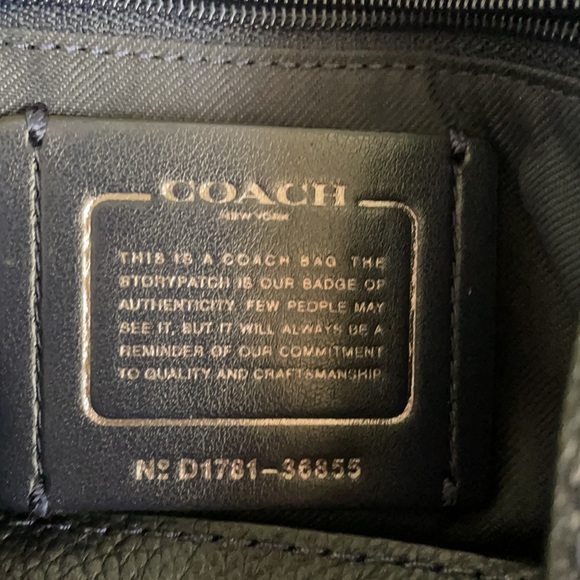 COACH
NEW YORK
THIS IS A COACH BAG. THE
STORYPATCH IS OUR BADGE OF
AUTHENTICITY. FEW PEOPLE MAY
SEE IT, BUT IT WILL ALWAYS BE A
REMINDER OF OUR COMMITMENT
TO QUALITY AND CRAFTSMANSHIP.
Nº D1781-36855